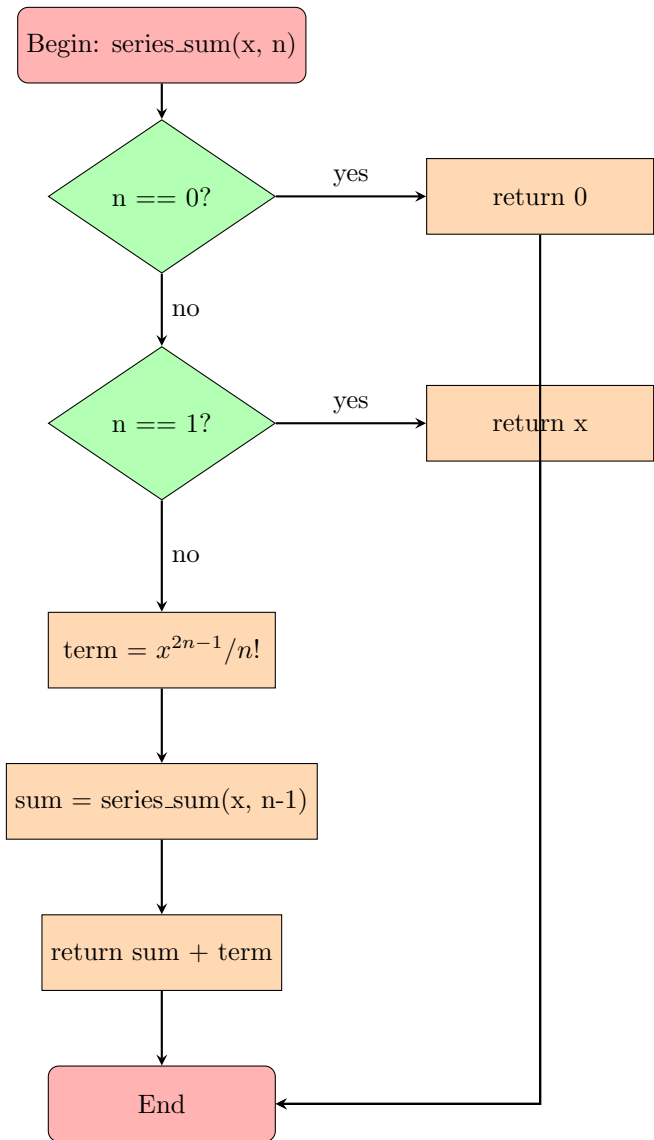 Begin: series_sum(x, n)
n == 0?
yes
return 0
no
n == 1?
yes
return x
no
term = $x^{2n-1}/n!$
sum = series_sum(x, n-1)
return sum + term
End